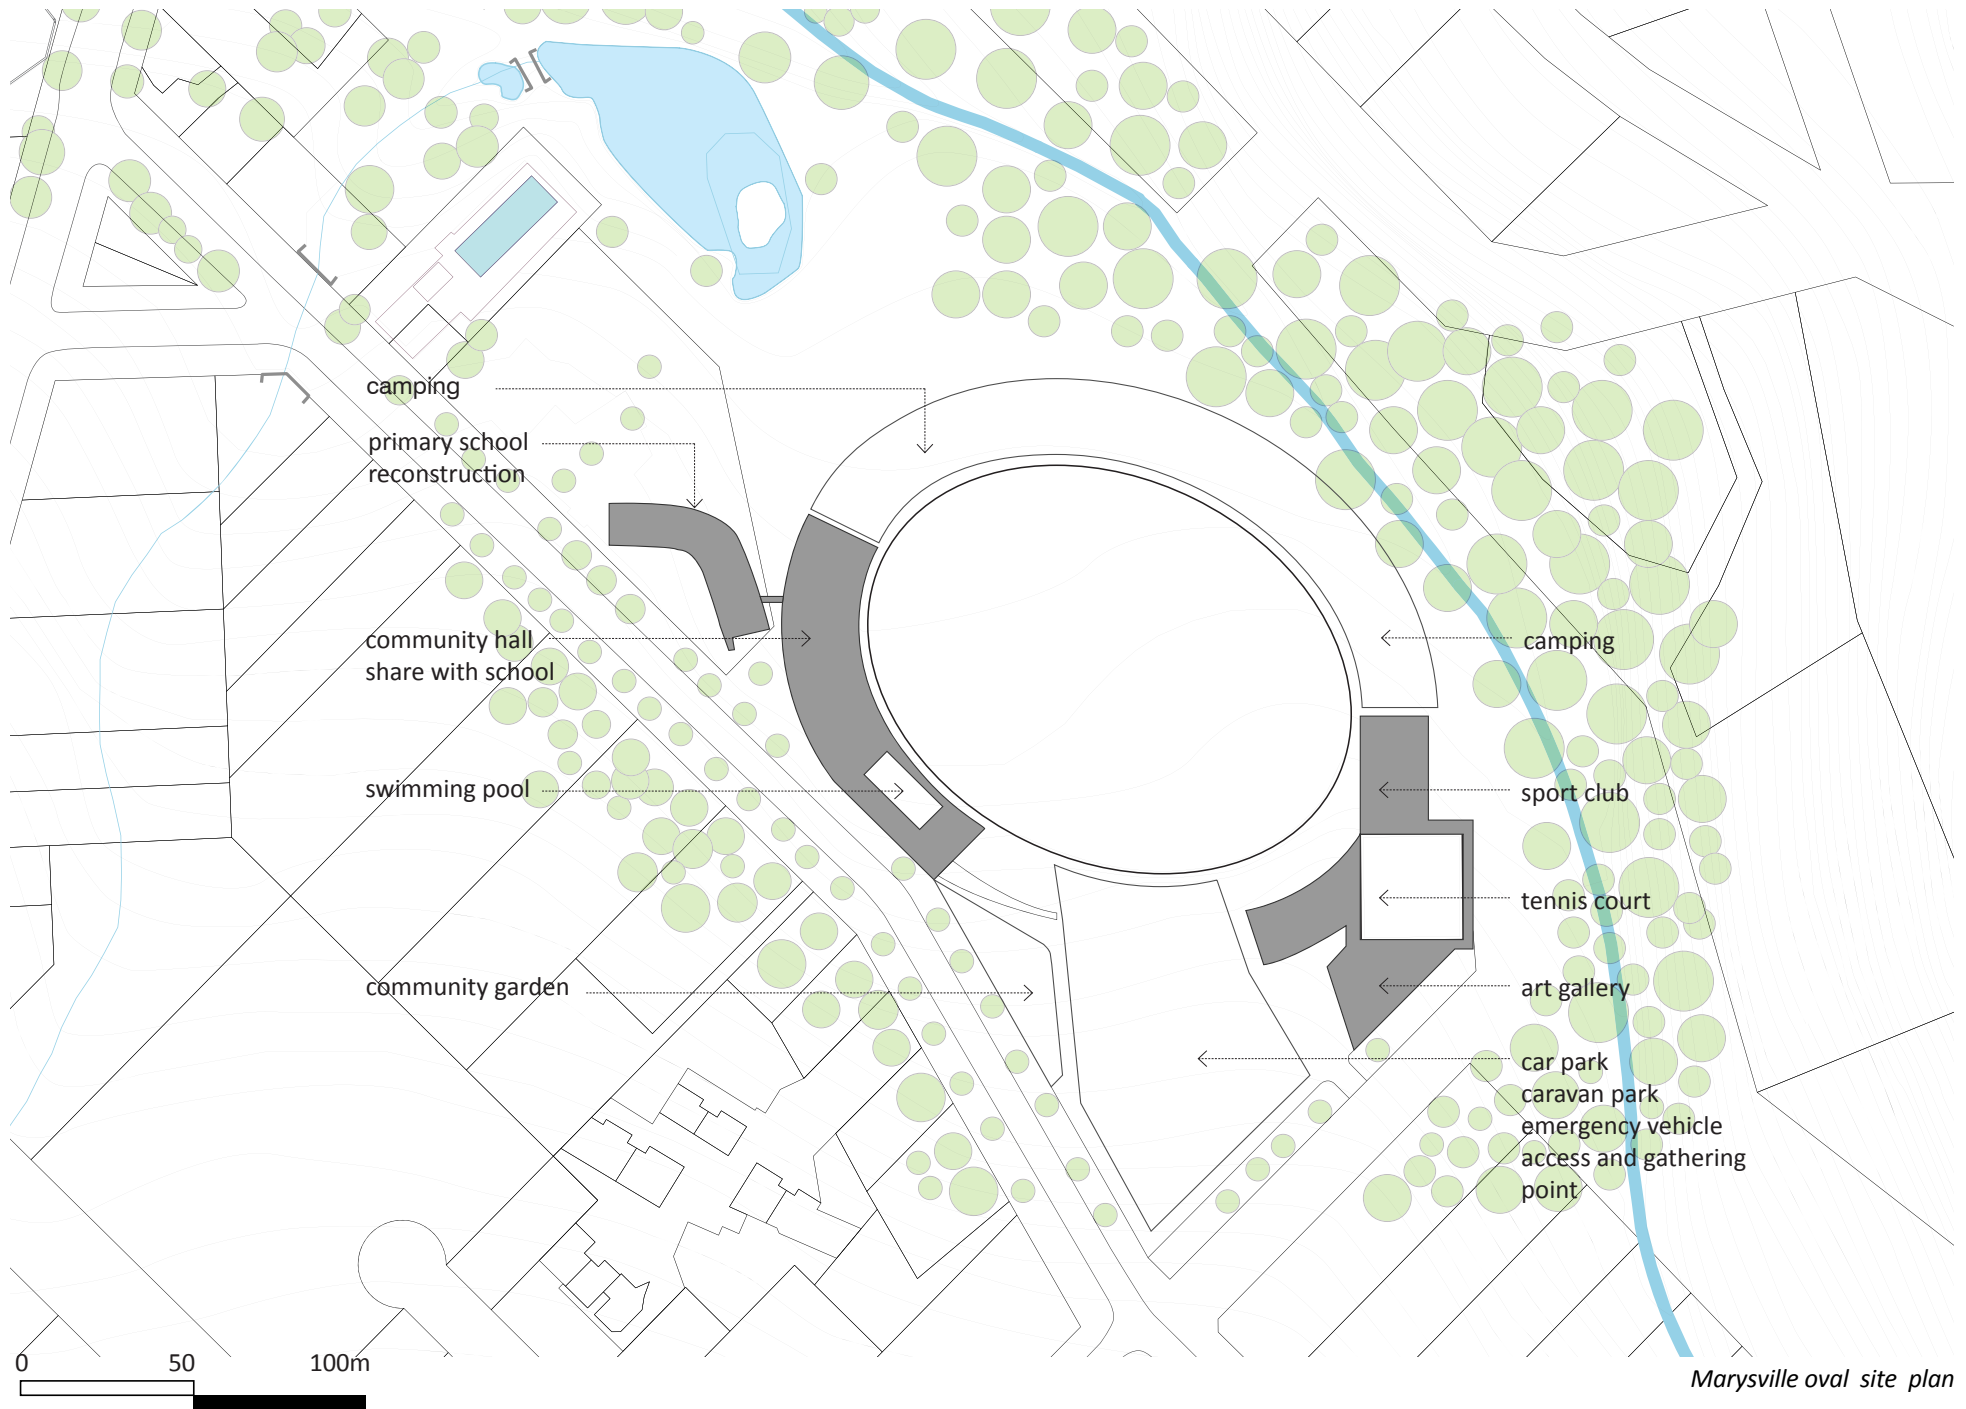 camping
primary school
reconstruction
community hall
share with school
swimming pool
community garden
camping
sport club
tennis court
art gallery
car park
caravan park
emergency vehicle
access and gathering
point
0 50 100m
Marysville oval site plan